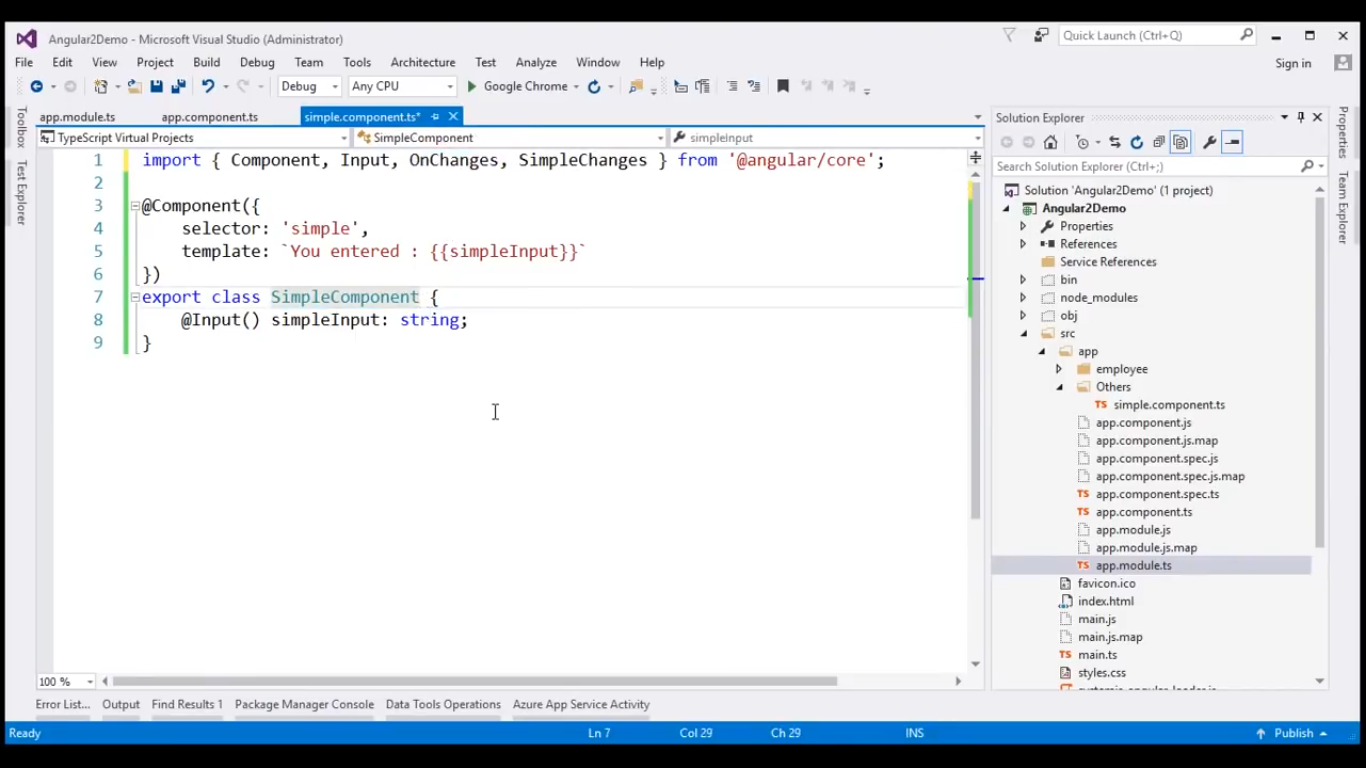 Angular2Demo - Microsoft Visual Studio (Administrator)
Quick Launch (Ctrl+Q)
File Edit View Project Build Debug Team Tools Architecture Test Analyze Window Help
Sign in
Debug Any CPU Google Chrome
Toolbox
Test Explorer
app.module.ts app.component.ts simple.component.ts*
TypeScript Virtual Projects SimpleComponent simpleInput
1 import { Component, Input, OnChanges, SimpleChanges } from '@angular/core';
2
3 @Component({
4 selector: 'simple',
5 template: `You entered : {{simpleInput}}`
6 })
7 export class SimpleComponent {
8 @Input() simpleInput: string;
9 }
100 %
Solution Explorer
Search Solution Explorer (Ctrl+;)
Solution 'Angular2Demo' (1 project)
Angular2Demo
Properties
References
Service References
bin
node_modules
obj
src
app
employee
Others
TS simple.component.ts
app.component.js
app.component.js.map
app.component.spec.js
app.component.spec.js.map
TS app.component.spec.ts
TS app.component.ts
app.module.js
app.module.js.map
TS app.module.ts
favicon.ico
index.html
main.js
main.js.map
TS main.ts
styles.css
Properties
Team Explorer
Error List... Output Find Results 1 Package Manager Console Data Tools Operations Azure App Service Activity
Ready Ln 7 Col 29 Ch 29 INS Publish